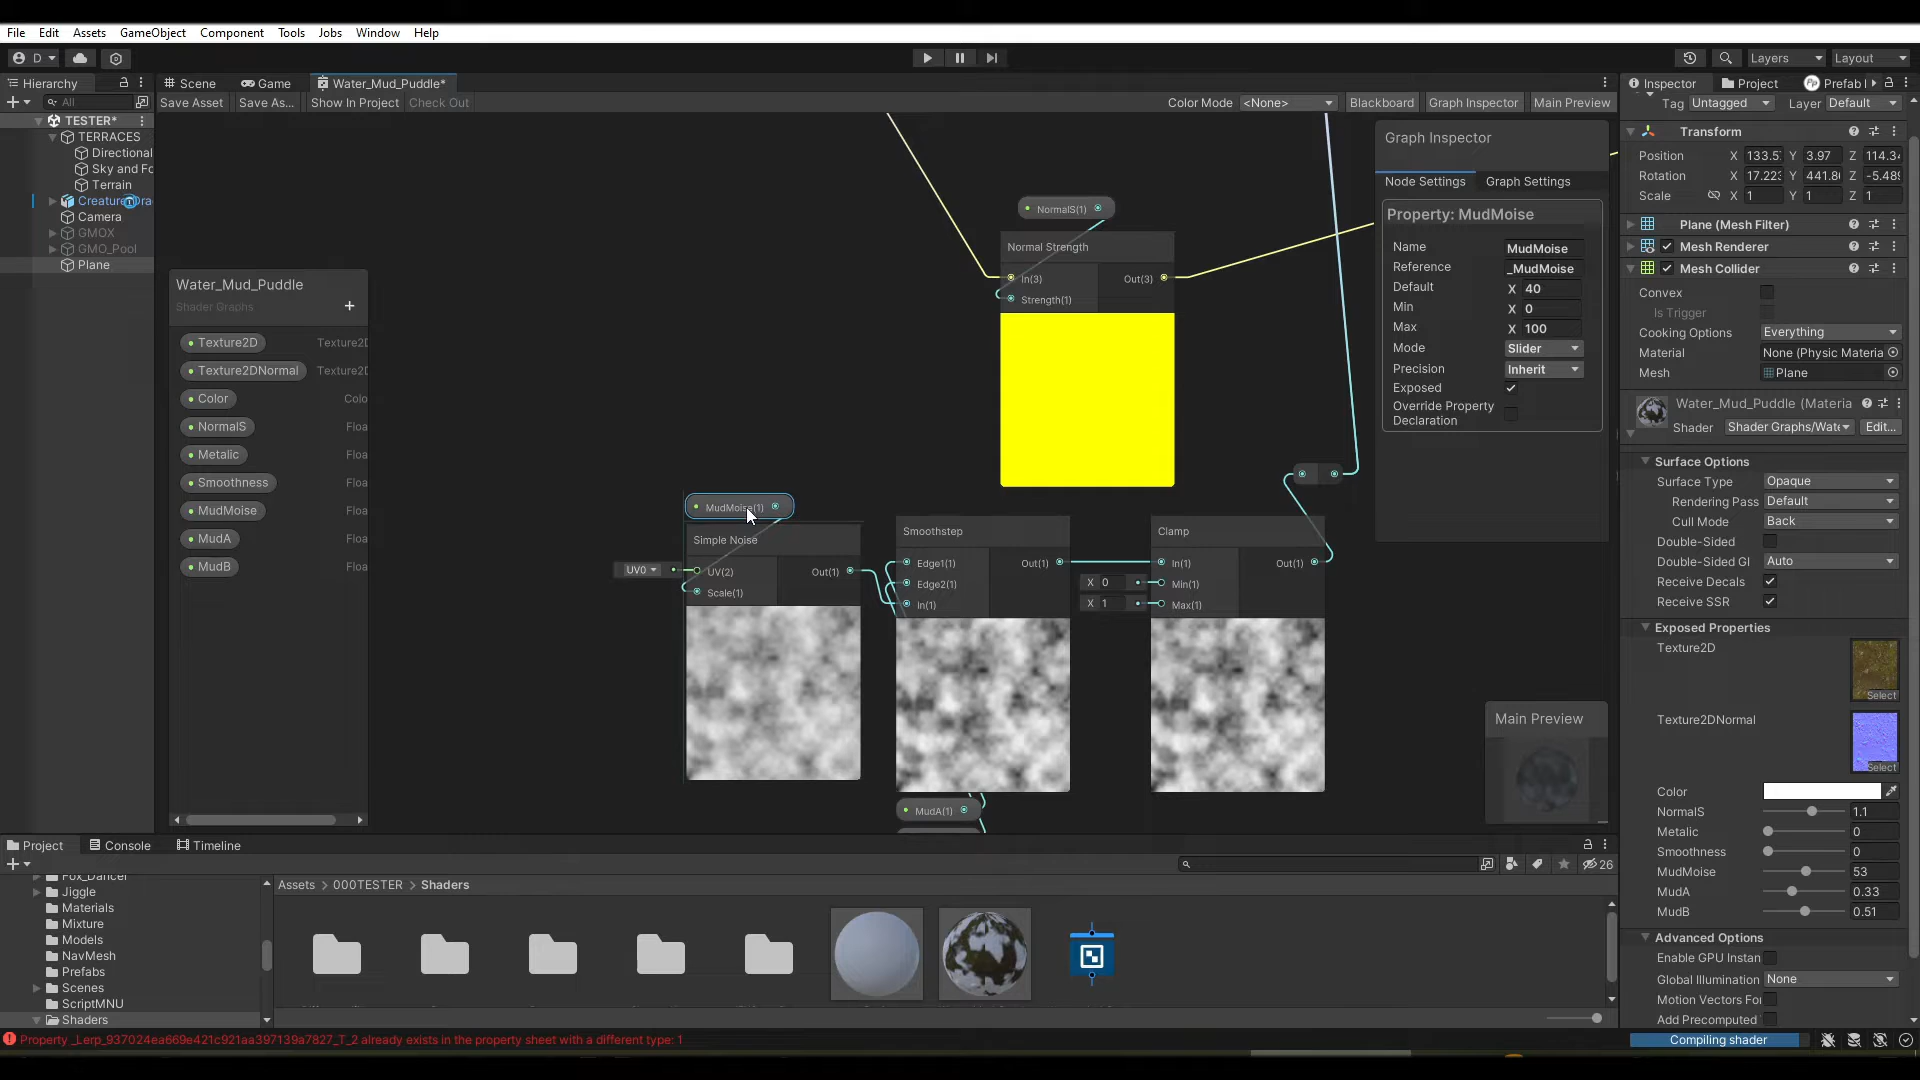 File Edit Assets GameObject Component Tools Jobs Window Help
D Layers Layout
Hierarchy Scene Game Water_Mud_Puddle* Inspector Project Prefab
All Save Asset Save As... Show In Project Check Out Color Mode <None> Blackboard Graph Inspector Main Preview
Tag Untagged Layer Default
TESTER*
TERRACES
Directional
Sky and Fo
Terrain
Camera
GMOX
GMO_Pool
Plane
Water_Mud_Puddle
Shader Graphs
Texture2D
Texture2DNormal
Color Colo
NormalS Floa
Metalic Floa
Smoothness Floa
MudMoise Floa
MudA Floa
MudB Floa
NormalS(1)
Normal Strength
In(3) Out(3)
Strength(1)
MudMoise(1)
Simple Noise
UV0 UV(2) Out(1)
Scale(1)
Smoothstep
Edge1(1) Out(1)
Edge2(1)
In(1)
MudA(1)
Clamp
In(1) Out(1)
X 0 Min(1)
X 1 Max(1)
Graph Inspector
Node Settings Graph Settings
Property: MudMoise
Name MudMoise
Reference _MudMoise
Default X 40
Min X 0
Max X 100
Mode Slider
Precision Inherit
Exposed
Override Property
Declaration
Main Preview
Transform
Position X 133.5 Y 3.97 Z 114.3
Rotation X 17.22 Y 441.8 Z -5.48
Scale X 1 Y 1 Z 1
Plane (Mesh Filter)
Mesh Renderer
Mesh Collider
Convex
Is Trigger
Cooking Options Everything
Material None (Physic Materia
Mesh Plane
Water_Mud_Puddle (Materia
Shader Shader Graphs/Wate Edit...
Surface Options
Surface Type Opaque
Rendering Pass Default
Cull Mode Back
Double-Sided
Double-Sided GI Auto
Receive Decals
Receive SSR
Exposed Properties
Texture2D
Select
Texture2DNormal
Select
Color
NormalS 1.1
Metalic 0
Smoothness 0
MudMoise 53
MudA 0.33
MudB 0.51
Advanced Options
Enable GPU Instan
Global Illumination None
Motion Vectors For
Add Precomputed
Project Console Timeline
26
Fox_Dancer
Jiggle
Materials
Mixture
Models
NavMesh
Prefabs
Scenes
ScriptMNU
Shaders
Assets > 000TESTER > Shaders
Property _Lerp_937024ea669e421c921aa397139a7827_T_2 already exists in the property sheet with a different type: 1
Compiling shader